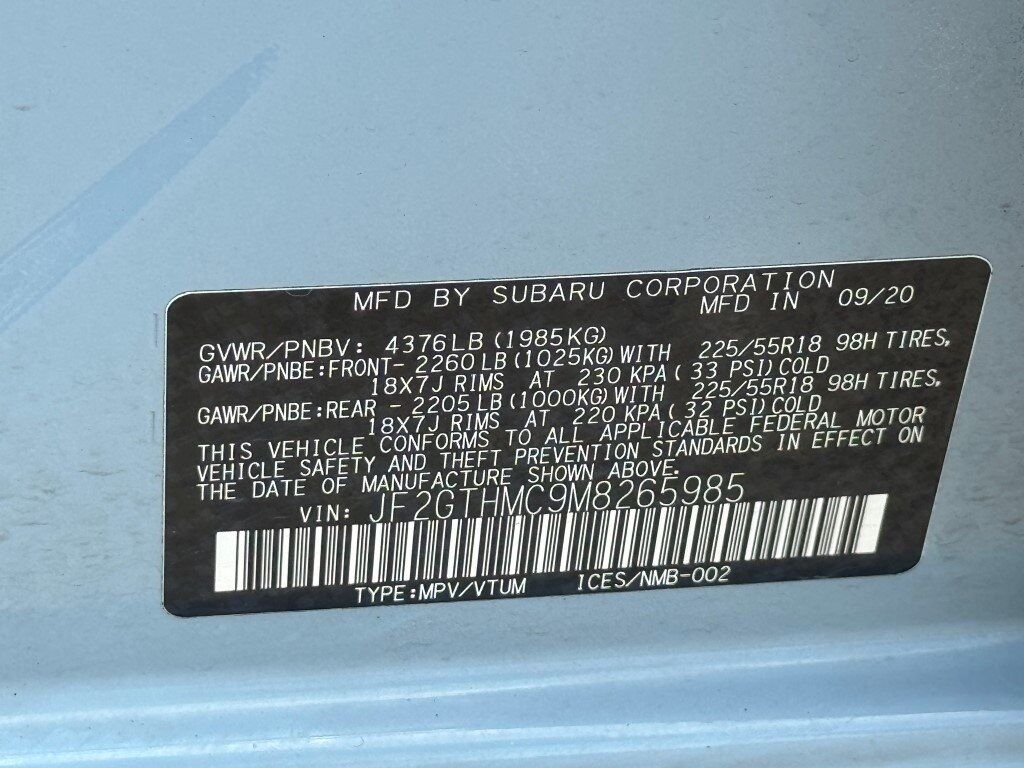 MFD BY SUBARU CORPORATION
MFD IN 09/20
GVWR/PNBV: 4376LB (1985KG)
GAWR/PNBE:FRONT- 2260LB (1025KG) WITH 225/55R18 98H TIRES,
18X7J RIMS AT 230 KPA ( 33 PSI) COLD
GAWR/PNBE:REAR - 2205LB (1000KG) WITH 225/55R18 98H TIRES,
18X7J RIMS AT 220 KPA ( 32 PSI) COLD
THIS VEHICLE CONFORMS TO ALL APPLICABLE FEDERAL MOTOR
VEHICLE SAFETY AND THEFT PREVENTION STANDARDS IN EFFECT ON
THE DATE OF MANUFACTURE SHOWN ABOVE.
VIN: JF2GTHMC9M8265985
TYPE:MPV/VTUM ICES/NMB-002